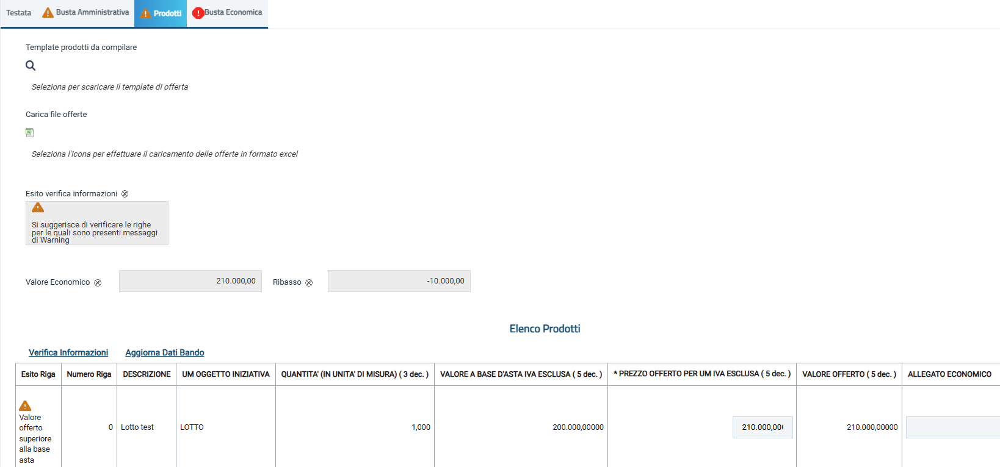 Testata Busta Amministrativa Prodotti Busta Economica
Template prodotti da compilare
Seleziona per scaricare il template di offerta
Carica file offerte
Seleziona l'icona per effettuare il caricamento delle offerte in formato excel
Esito verifica informazioni
Si suggerisce di verificare le righe
per le quali sono presenti messaggi
di Warning
Valore Economico 210.000,00 Ribasso -10.000,00
Elenco Prodotti
Verifica Informazioni Aggiorna Dati Bando
Esito Riga Numero Riga DESCRIZIONE UM OGGETTO INIZIATIVA QUANTITA' (IN UNITA' DI MISURA) ( 3 dec. ) VALORE A BASE D'ASTA IVA ESCLUSA ( 5 dec. ) * PREZZO OFFERTO PER UM IVA ESCLUSA ( 5 dec. ) VALORE OFFERTO ( 5 dec. ) ALLEGATO ECONOMICO
Valore
offerto
superiore
alla base
asta
0 Lotto test LOTTO 1,000 200.000,00000 210.000,00 210.000,00000